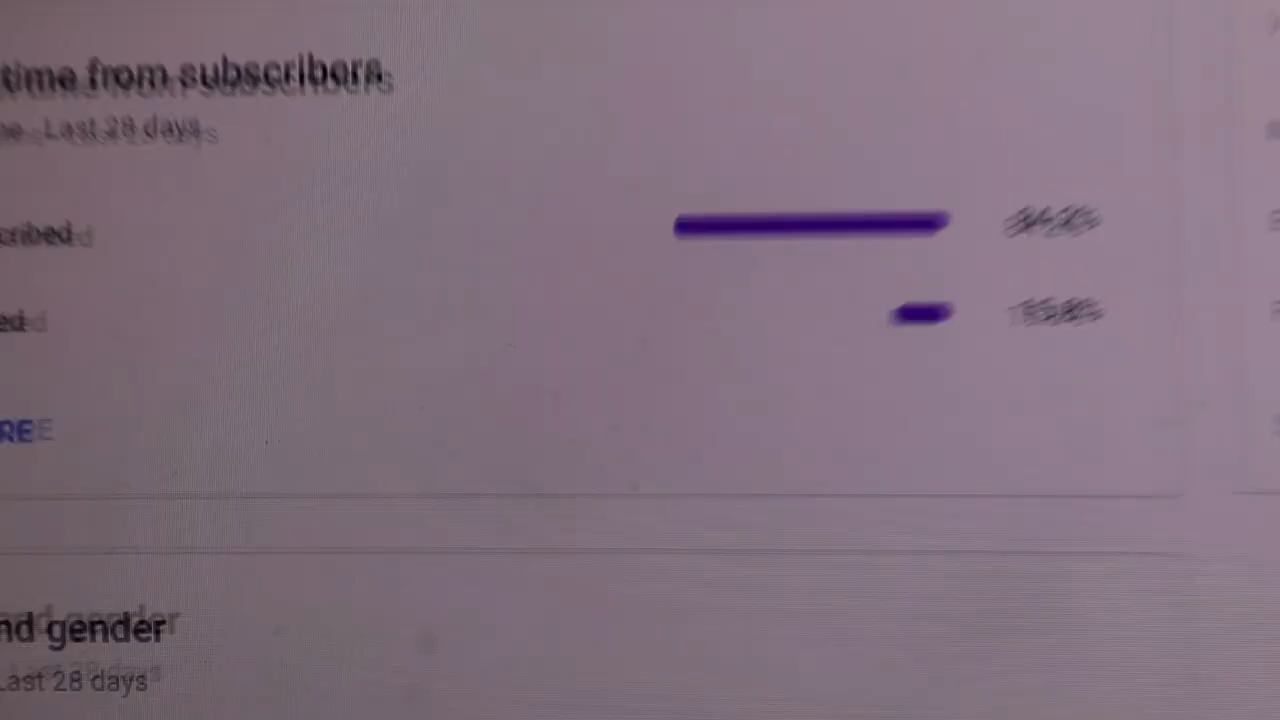 time from subscribers
Last 28 days
cribed
ed
RE
nd gender
Last 28 days